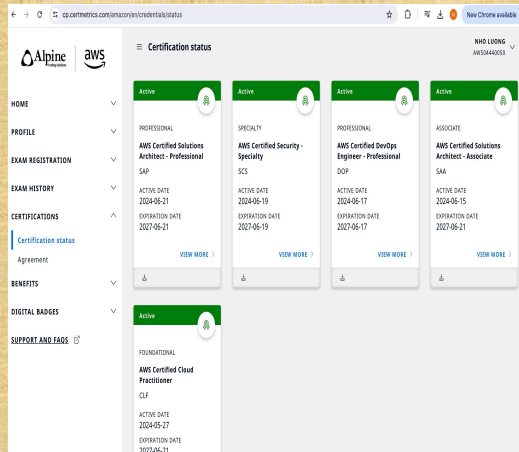 cp.certmetrics.com/amazon/en/credentials/status
New Chrome available
Alpine
aws
Certification status
NHO LUONG
AWS04440050
HOME
PROFILE
EXAM REGISTRATION
EXAM HISTORY
CERTIFICATIONS
Certification status
Agreement
BENEFITS
DIGITAL BADGES
SUPPORT AND FAQS
Active
PROFESSIONAL
AWS Certified Solutions
Architect - Professional
SAP
ACTIVE DATE
2024-06-21
EXPIRATION DATE
2027-06-21
VIEW MORE
Active
SPECIALTY
AWS Certified Security -
Specialty
SCS
ACTIVE DATE
2024-06-19
EXPIRATION DATE
2027-06-19
VIEW MORE
Active
PROFESSIONAL
AWS Certified DevOps
Engineer - Professional
DOP
ACTIVE DATE
2024-06-17
EXPIRATION DATE
2027-06-17
VIEW MORE
Active
ASSOCIATE
AWS Certified Solutions
Architect - Associate
SAA
ACTIVE DATE
2024-06-15
EXPIRATION DATE
2027-06-21
VIEW MORE
Active
FOUNDATIONAL
AWS Certified Cloud
Practitioner
CLF
ACTIVE DATE
2024-05-27
EXPIRATION DATE
2027-06-21